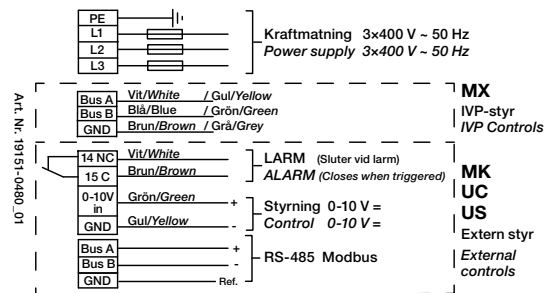 PE
L1
L2
L3
Kraftmatning 3×400 V ~ 50 Hz
Power supply 3×400 V ~ 50 Hz
Art. Nr. 19151-0480_01
Bus A Vit/White / Gul/Yellow
Bus B Blå/Blue / Grön/Green
GND Brun/Brown / Grå/Grey
MX
IVP-styr
IVP Controls
14 NC Vit/White
15 C Brun/Brown
LARM (Sluter vid larm)
ALARM (Closes when triggered)
0-10V in Grön/Green +
GND Gul/Yellow -
Styrning 0-10 V =
Control 0-10 V =
Bus A +
Bus B -
GND Ref.
RS-485 Modbus
MK
UC
US
Extern styr
External
controls